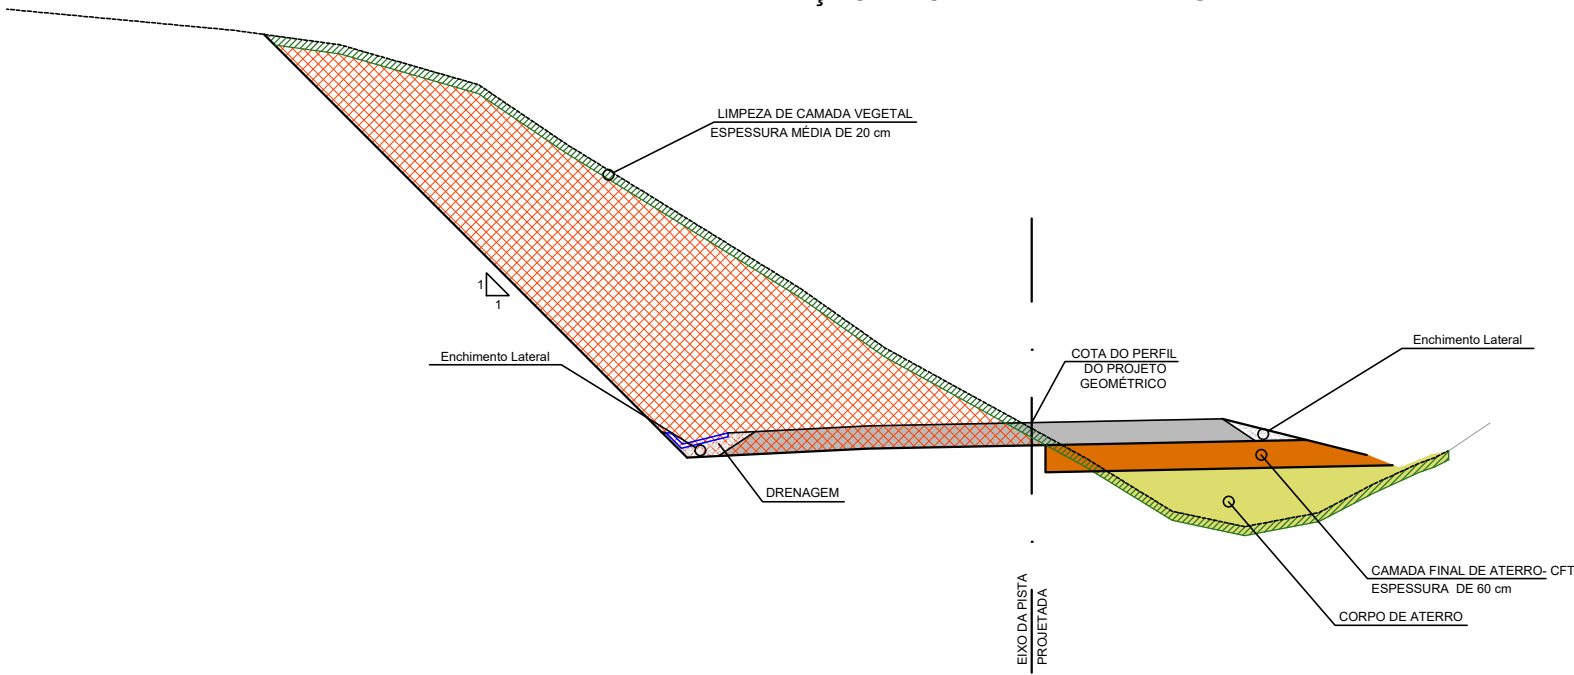 LIMPEZA DE CAMADA VEGETAL
ESPESSURA MÉDIA DE 20 cm
1
1
Enchimento Lateral
COTA DO PERFIL
DO PROJETO
GEOMÉTRICO
Enchimento Lateral
DRENAGEM
CAMADA FINAL DE ATERRO- CFT
ESPESSURA DE 60 cm
CORPO DE ATERRO
EIXO DA PISTA
PROJETADA